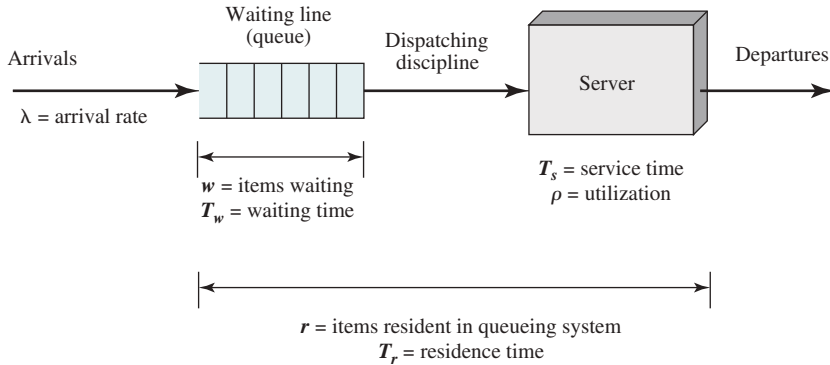 Waiting line
(queue)
Dispatching
discipline
Arrivals
Server
Departures
λ = arrival rate
w = items waiting
T_w = waiting time
T_s = service time
ρ = utilization
r = items resident in queueing system
T_r = residence time